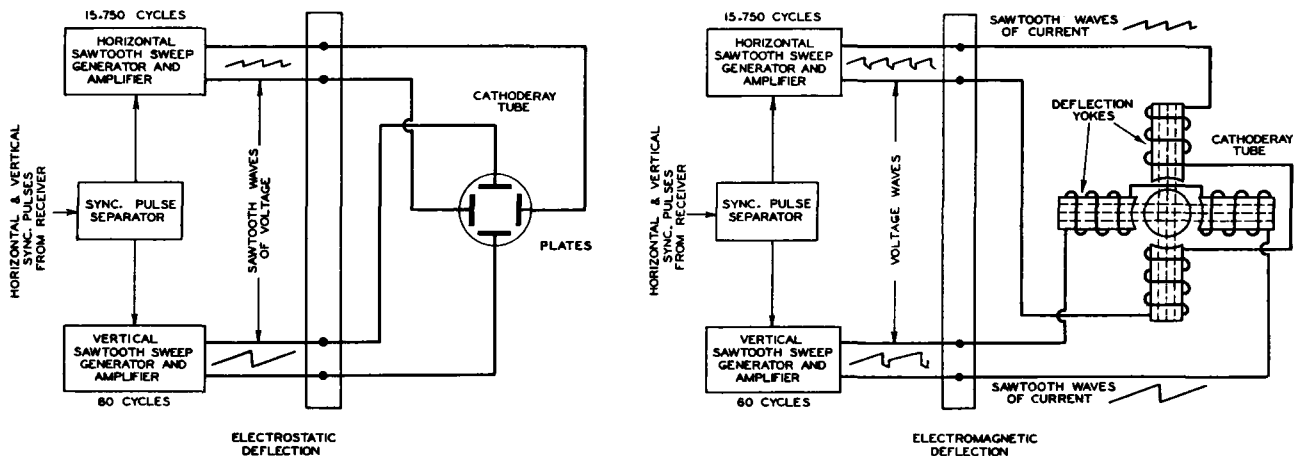 15.750 CYCLES
HORIZONTAL
SAWTOOTH SWEEP
GENERATOR AND
AMPLIFIER
CATHODERAY
TUBE
HORIZONTAL & VERTICAL
SYNC. PULSES
FROM RECEIVER
SYNC. PULSE
SEPARATOR
SAWTOOTH WAVES
OF VOLTAGE
PLATES
VERTICAL
SAWTOOTH SWEEP
GENERATOR AND
AMPLIFIER
60 CYCLES
ELECTROSTATIC
DEFLECTION
15.750 CYCLES
HORIZONTAL
SAWTOOTH SWEEP
GENERATOR AND
AMPLIFIER
SAWTOOTH WAVES
OF CURRENT
DEFLECTION
YOKES
CATHODERAY
TUBE
HORIZONTAL & VERTICAL
SYNC. PULSES
FROM RECEIVER
SYNC. PULSE
SEPARATOR
VOLTAGE WAVES
VERTICAL
SAWTOOTH SWEEP
GENERATOR AND
AMPLIFIER
60 CYCLES
SAWTOOTH WAVES
OF CURRENT
ELECTROMAGNETIC
DEFLECTION